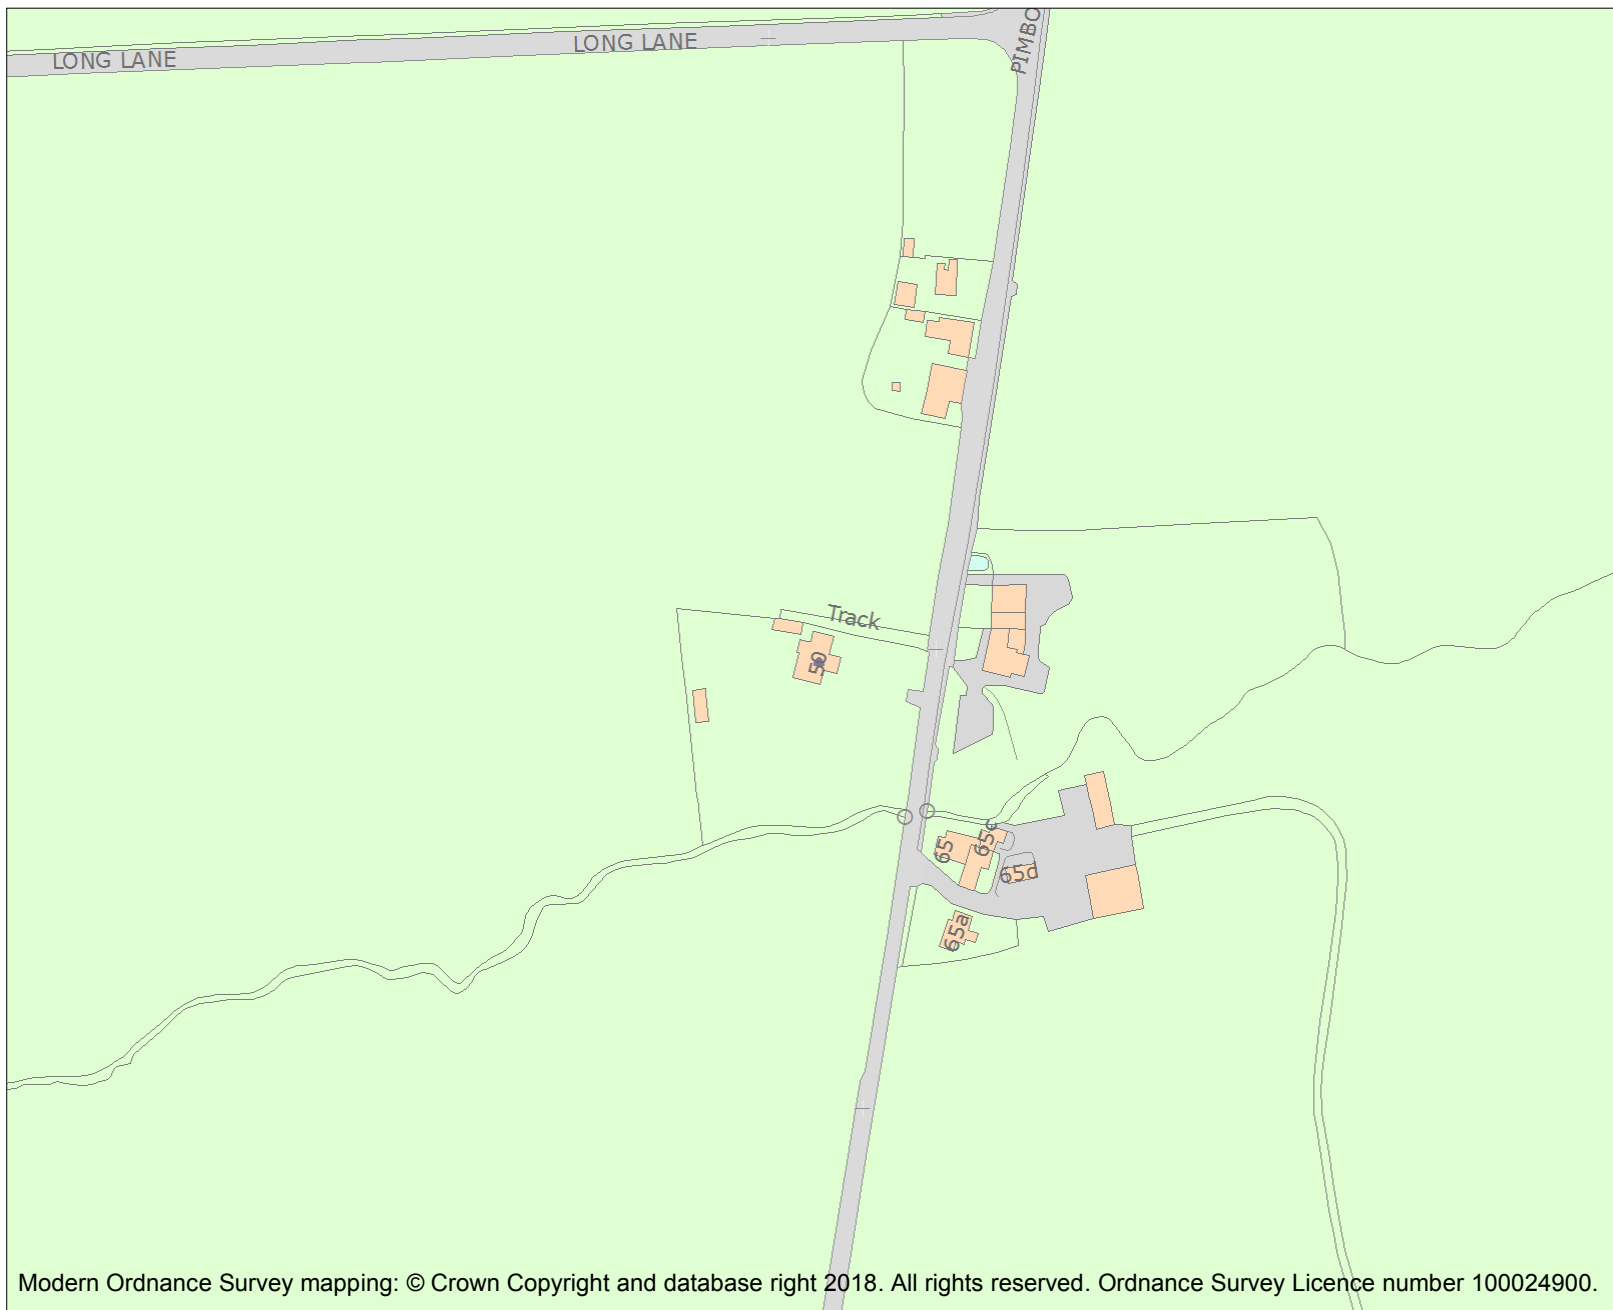 LONG LANE
LONG LANE
PIMBO
Track
50
65
65c
65d
65a
Modern Ordnance Survey mapping: © Crown Copyright and database right 2018. All rights reserved. Ordnance Survey Licence number 100024900.